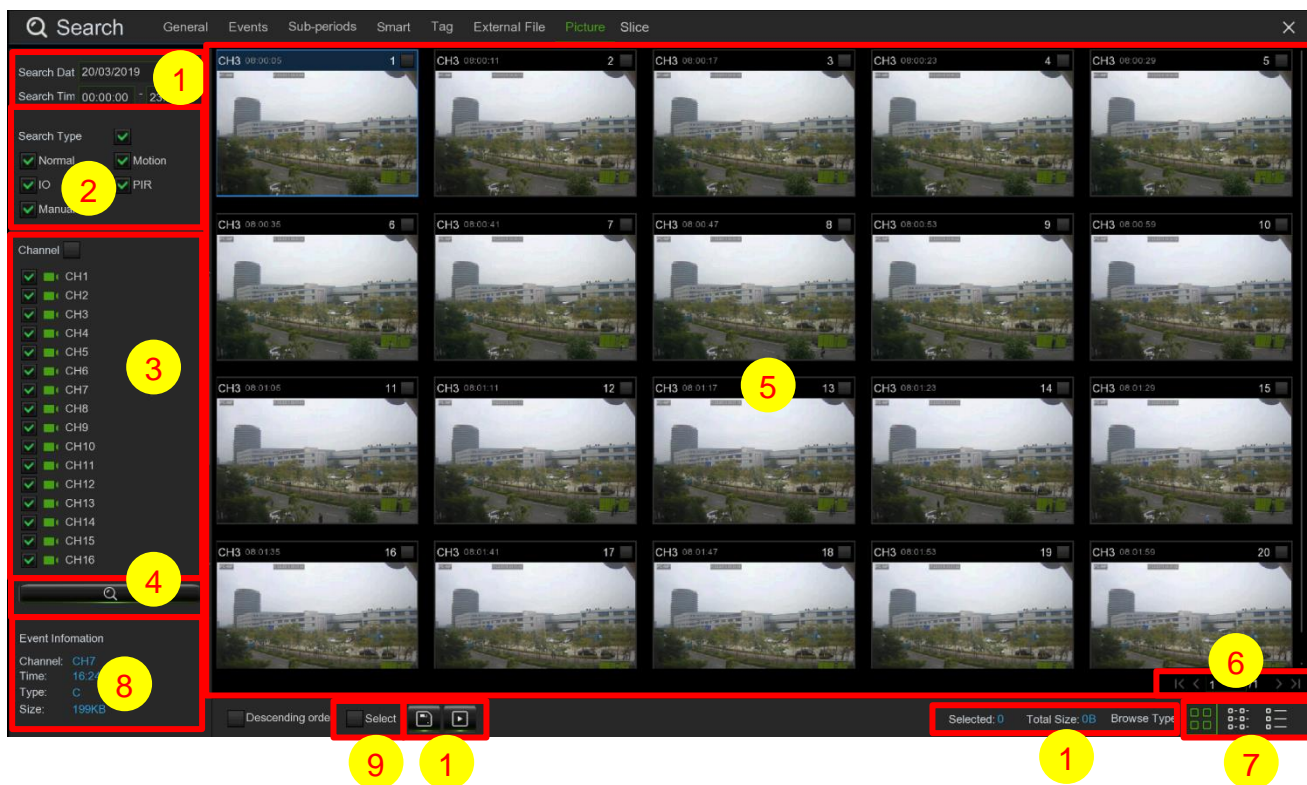 Search General Events Sub-periods Smart Tag External File Picture Slice
Search Dat 20/03/2019
1
Search Tim 00:00:00 - 23
Search Type
Normal Motion
IO PIR
2
Manua
Channel
CH1
CH2
CH3
CH4
CH5
CH6
3
CH7
CH8
CH9
CH10
CH11
CH12
CH13
CH14
CH15
CH16
4
Event Infomation
Channel: CH7
Time: 16:24
Type: C
Size: 199KB
8
CH3 08:00:05 1
CH3 08:00:11 2
CH3 08:00:17 3
CH3 08:00:23 4
CH3 08:00:29 5
CH3 08:00:35 6
CH3 08:00:41 7
CH3 08:00:47 8
CH3 08:00:53 9
CH3 08:00:59 10
CH3 08:01:05 11
CH3 08:01:11 12
CH3 08:01:17 13
CH3 08:01:23 14
CH3 08:01:29 15
5
CH3 08:01:35 16
CH3 08:01:41 17
CH3 08:01:47 18
CH3 08:01:53 19
CH3 08:01:59 20
6
1 /1
Descending orde Select
Selected: 0 Total Size: 0B Browse Type
9
1
1
7